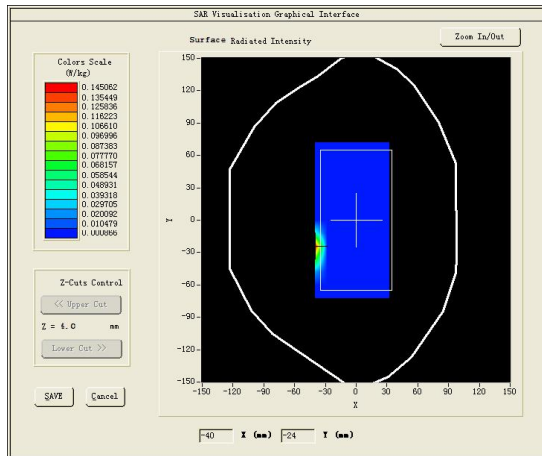 SAR Visualisation Graphical Interface
Surface Radiated Intensity
Zoom In/Out
Colors Scale
(W/kg)
0.145062
0.135449
0.125836
0.116223
0.106610
0.096996
0.087383
0.077770
0.068157
0.058544
0.048931
0.039318
0.029705
0.020092
0.010479
0.000866
Z-Cuts Control
<< Upper Cut
Z = 4.0 mm
Lower Cut >>
SAVE
Cancel
150
120
90
60
30
0
-30
-60
-90
-120
-150
Y
-150 -120 -90 -60 -30 0 30 60 90 120 150
X
-40 X (mm) -24 Y (mm)